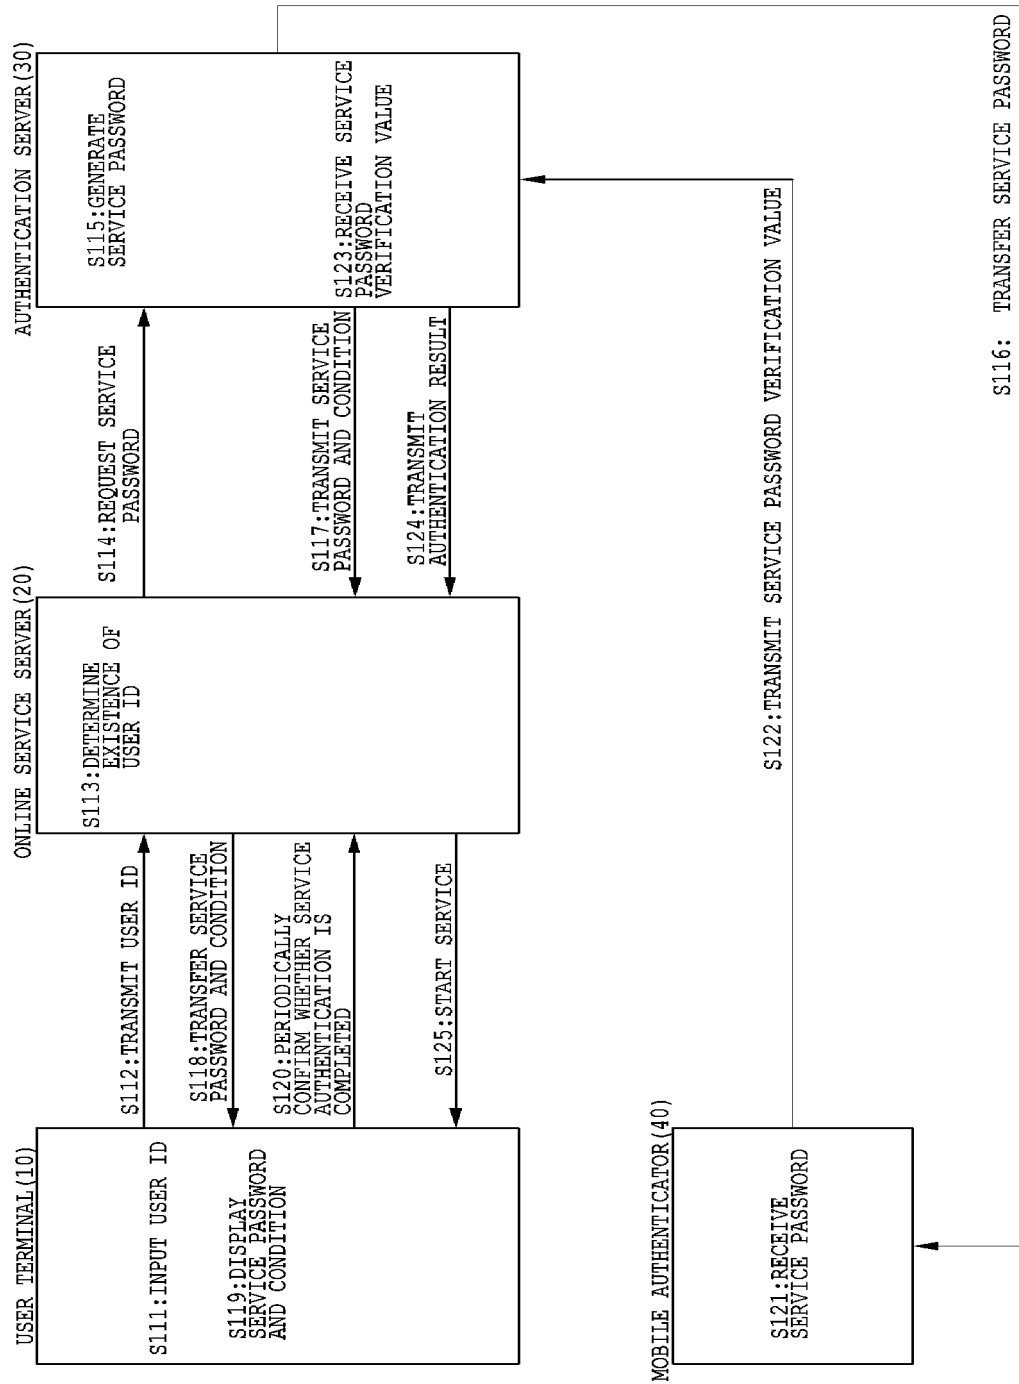 USER TERMINAL(10)
S111:INPUT USER ID
S119:DISPLAY
SERVICE PASSWORD
AND CONDITION
S112:TRANSMIT USER ID
S118:TRANSFER SERVICE
PASSWORD AND CONDITION
S120:PERIODICALLY
CONFIRM WHETHER SERVICE
AUTHENTICATION IS
COMPLETED
S125:START SERVICE
ONLINE SERVICE SERVER(20)
S113:DETERMINE
EXISTENCE OF
USER ID
S114:REQUEST SERVICE
PASSWORD
S117:TRANSMIT SERVICE
PASSWORD AND CONDITION
S124:TRANSMIT
AUTHENTICATION RESULT
AUTHENTICATION SERVER(30)
S115:GENERATE
SERVICE PASSWORD
S123:RECEIVE SERVICE
PASSWORD
VERIFICATION VALUE
MOBILE AUTHENTICATOR(40)
S121:RECEIVE
SERVICE PASSWORD
S122:TRANSMIT SERVICE PASSWORD VERIFICATION VALUE
S116: TRANSFER SERVICE PASSWORD